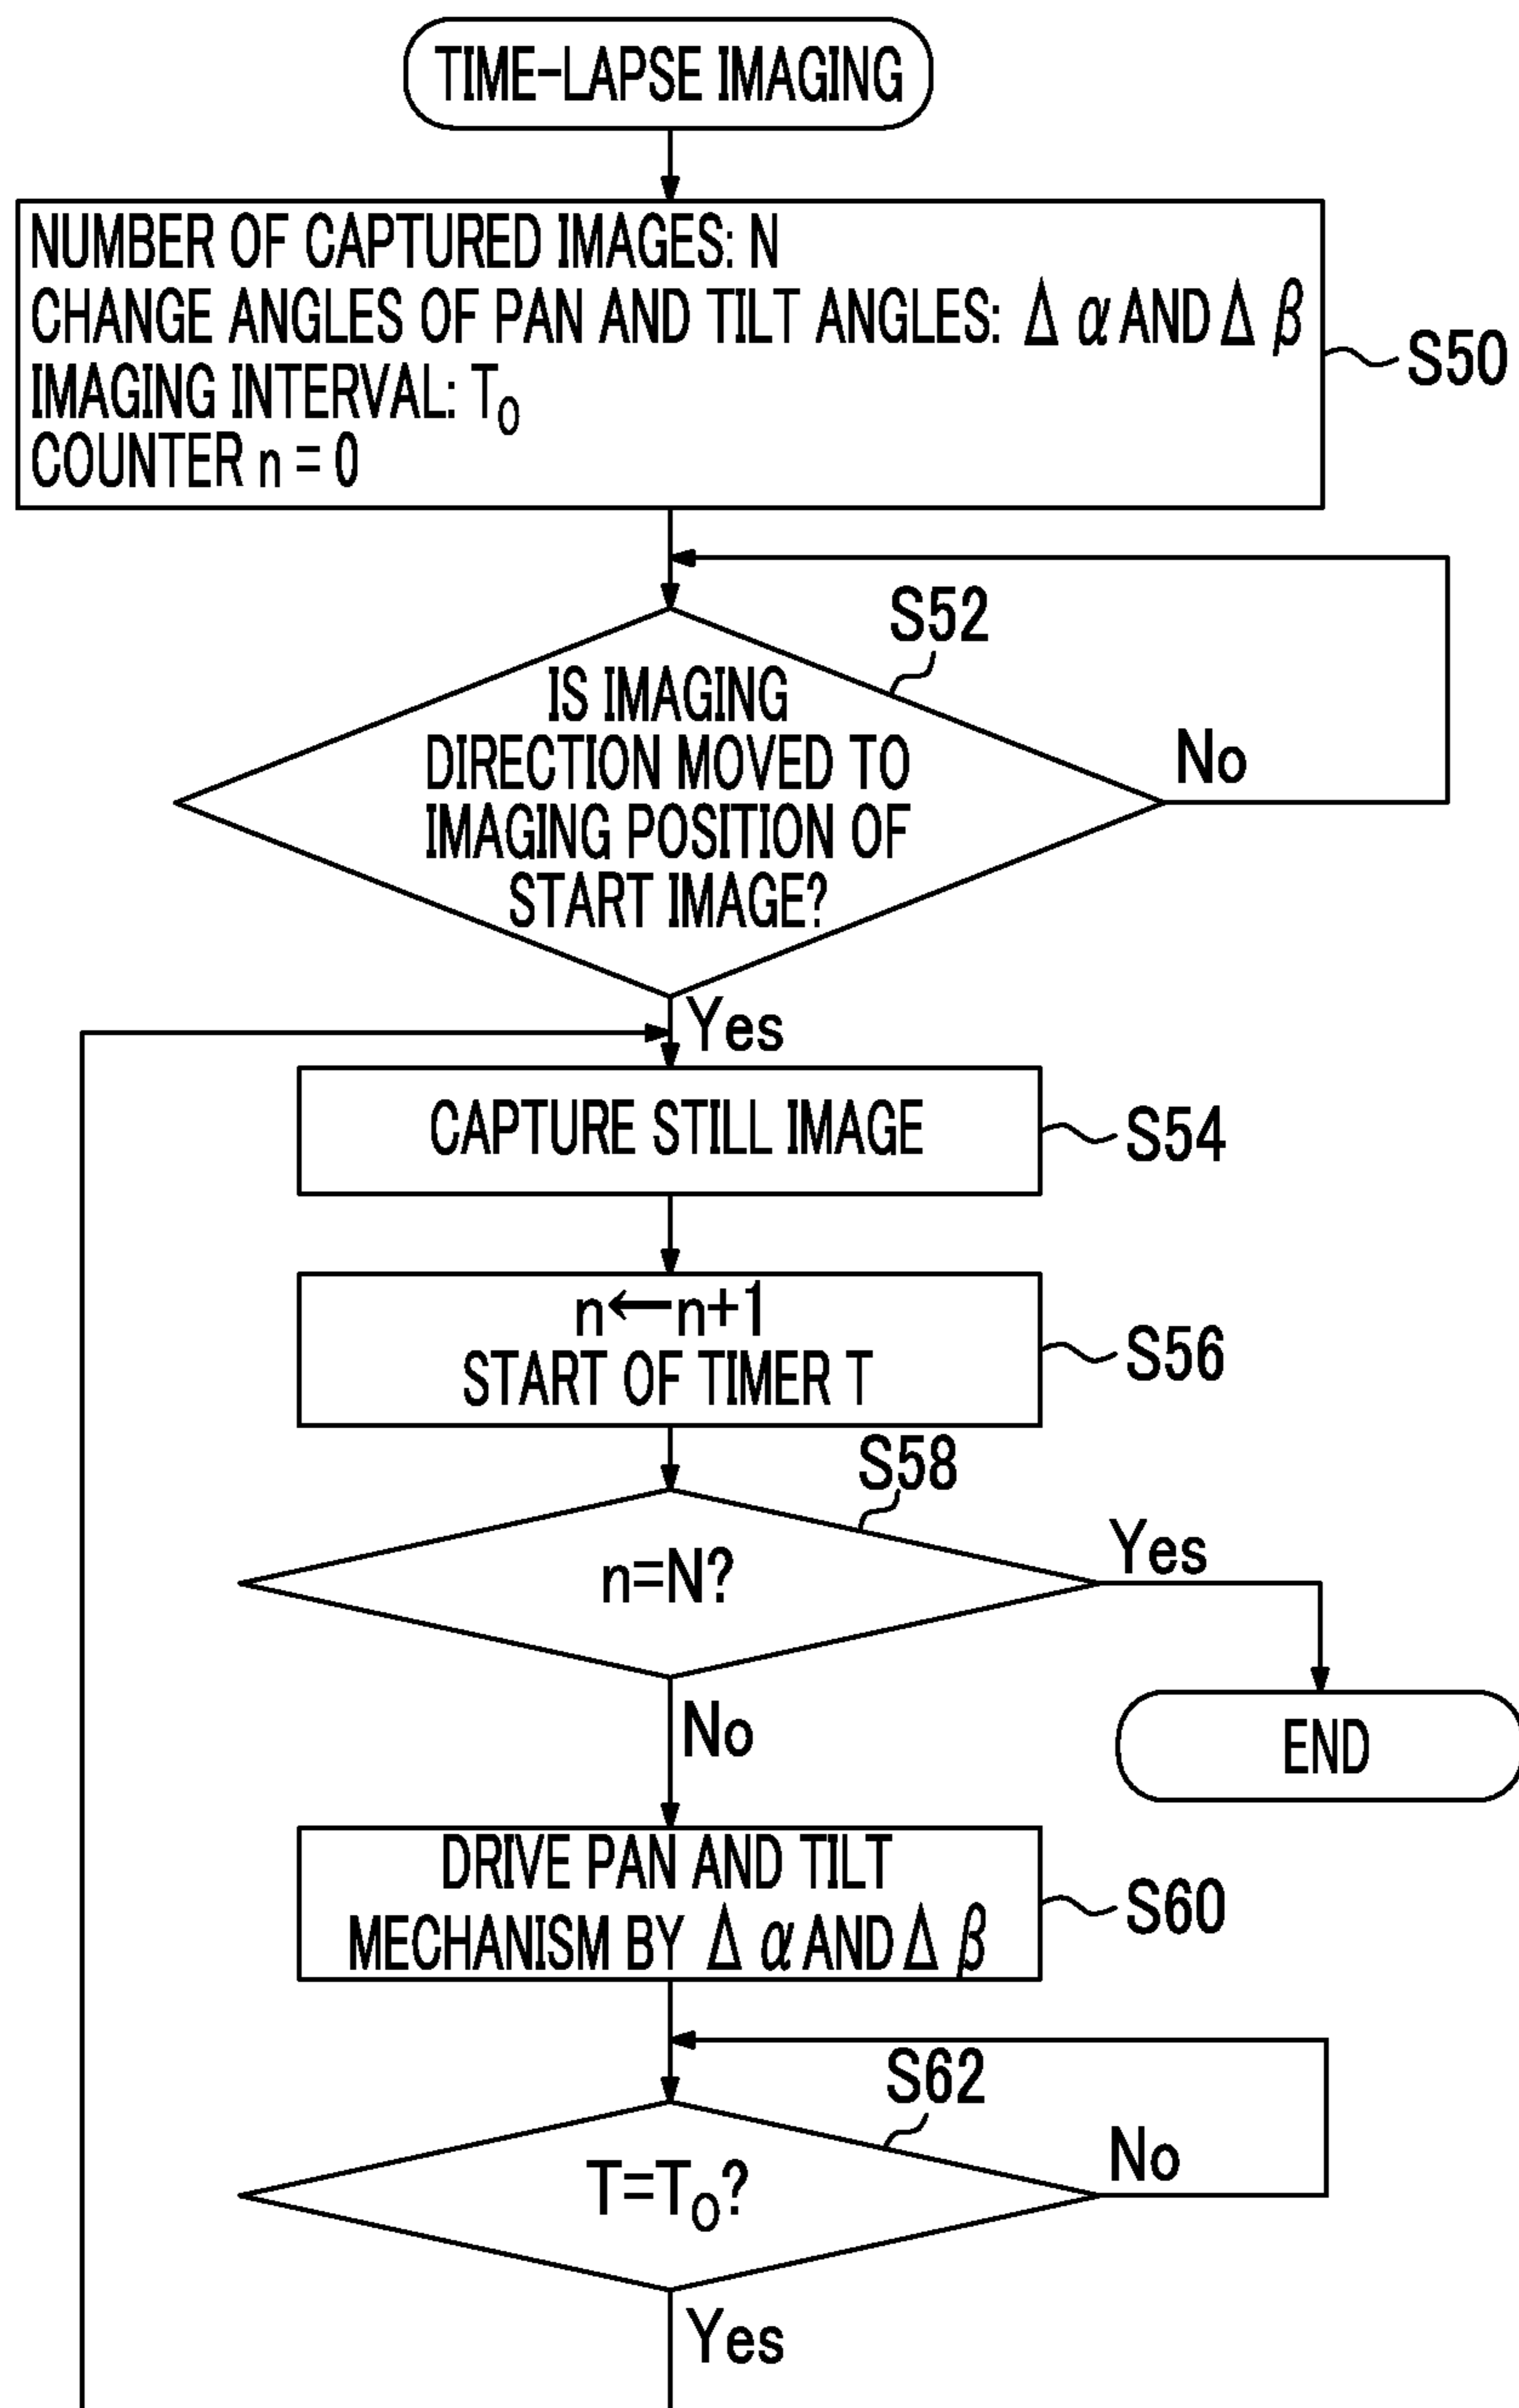 TIME-LAPSE IMAGING
NUMBER OF CAPTURED IMAGES: N
CHANGE ANGLES OF PAN AND TILT ANGLES: Δα AND Δβ
IMAGING INTERVAL: T₀
COUNTER n = 0
S50
S52
IS IMAGING
DIRECTION MOVED TO
IMAGING POSITION OF
START IMAGE?
No
Yes
CAPTURE STILL IMAGE
S54
n←n+1
START OF TIMER T
S56
S58
n=N?
Yes
No
END
DRIVE PAN AND TILT
MECHANISM BY Δα AND Δβ
S60
S62
T=T₀?
No
Yes